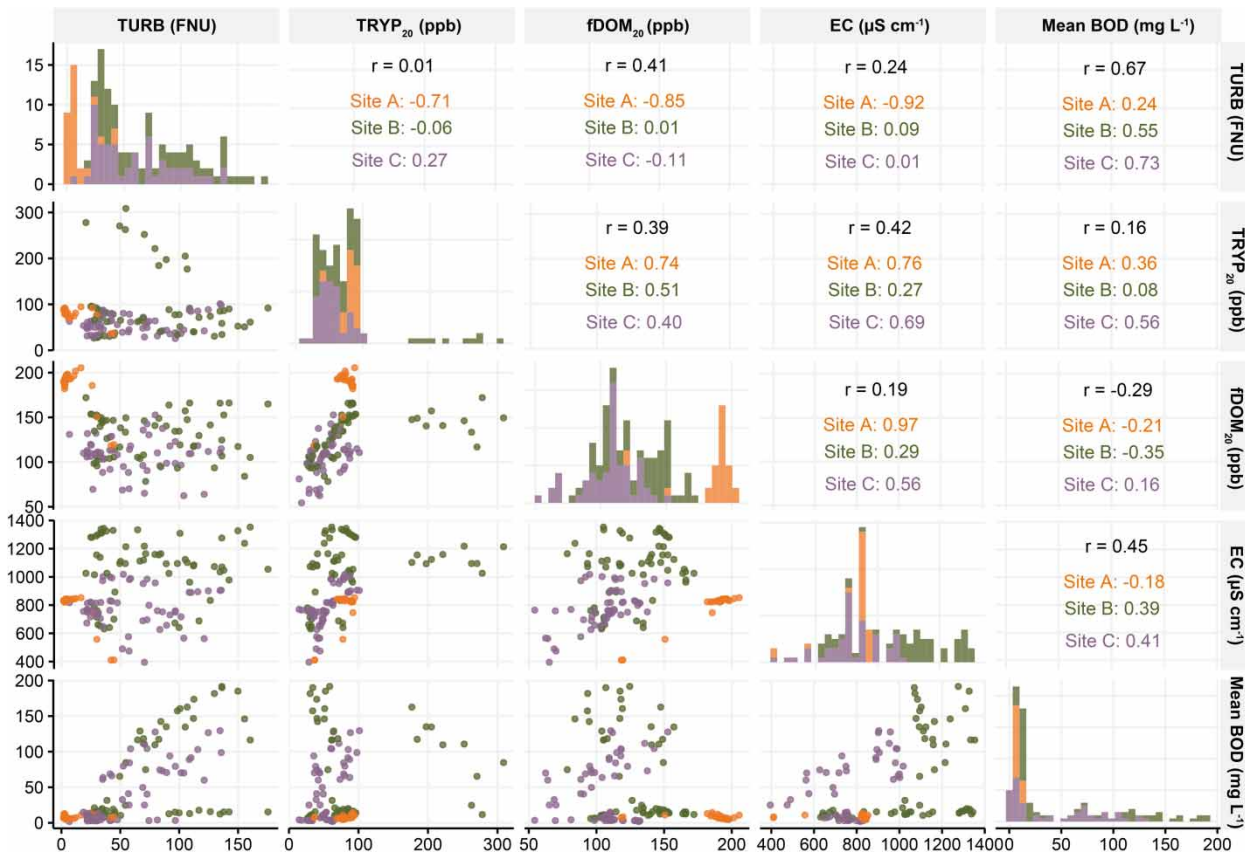 TURB (FNU) TRYP₂₀ (ppb) fDOM₂₀ (ppb) EC (µS cm⁻¹) Mean BOD (mg L⁻¹)
15
10
5
0
r = 0.01 r = 0.41 r = 0.24 r = 0.67
Site A: -0.71 Site A: -0.85 Site A: -0.92 Site A: 0.24
Site B: -0.06 Site B: 0.01 Site B: 0.09 Site B: 0.55
Site C: 0.27 Site C: -0.11 Site C: 0.01 Site C: 0.73
TURB (FNU)
300
200
100
0
r = 0.39 r = 0.42 r = 0.16
Site A: 0.74 Site A: 0.76 Site A: 0.36
Site B: 0.51 Site B: 0.27 Site B: 0.08
Site C: 0.40 Site C: 0.69 Site C: 0.56
TRYP₂₀ (ppb)
200
150
100
50
r = 0.19 r = -0.29
Site A: 0.97 Site A: -0.21
Site B: 0.29 Site B: -0.35
Site C: 0.56 Site C: 0.16
fDOM₂₀ (ppb)
1400
1200
1000
800
600
400
r = 0.45
Site A: -0.18
Site B: 0.39
Site C: 0.41
EC (µS cm⁻¹)
200
150
100
50
0
Mean BOD (mg L⁻¹)
0 50 100 150 0 100 200 300 50 100 150 200 400 600 800 1000 1200 1400 0 50 100 150 200